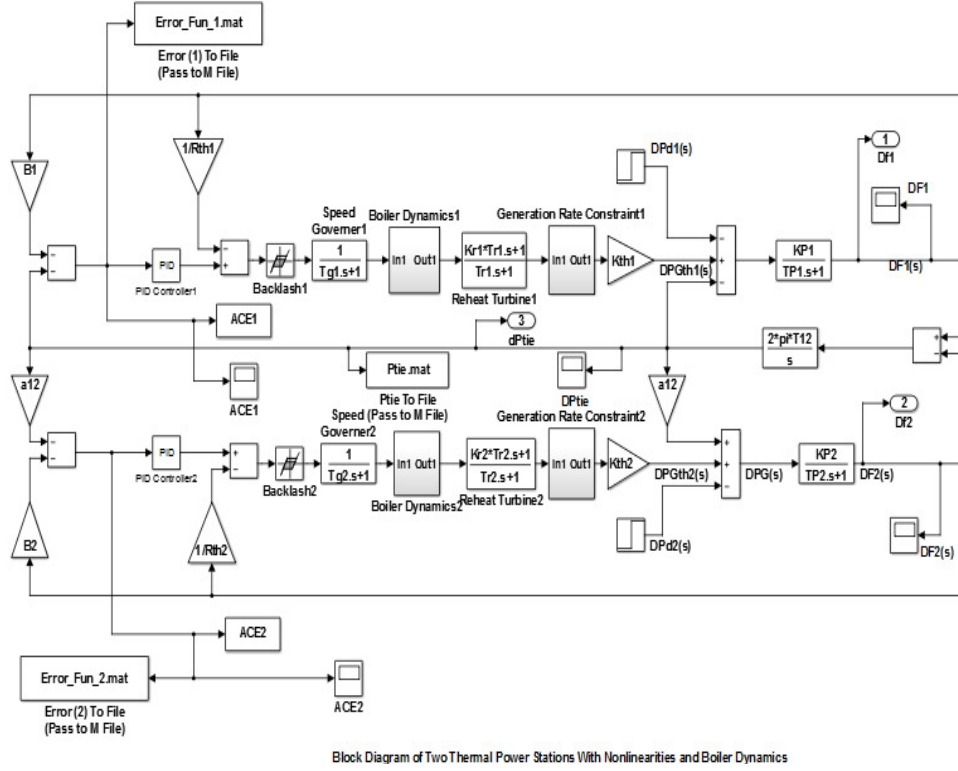 Error_Fun_1.mat
Error (1) To File
(Pass to M File)
B1
1/Rth1
DPd1(s)
1
Df1
DF1
Speed
Governer1
Boiler Dynamics1
Generation Rate Constraint1
PID
PID Controller1
Backlash1
1
Tg1.s+1
In1 Out1
Kr1*Tr1.s+1
Tr1.s+1
Reheat Turbine1
In1 Out1
Kth1
DPGth1(s)
KP1
TP1.s+1
DF1(s)
ACE1
3
dPtie
2*pi*T12
s
a12
ACE1
Ptie.mat
Ptie To File
(Pass to M File)
DPtie
a12
2
Df2
Speed
Governer2
Generation Rate Constraint2
PID
PID Controller2
Backlash2
1
Tg2.s+1
In1 Out1
Boiler Dynamics2
Kr2*Tr2.s+1
Tr2.s+1
Reheat Turbine2
In1 Out1
Kth2
DPGth2(s)
DPG(s)
KP2
TP2.s+1
DF2(s)
B2
1/Rth2
DPd2(s)
DF2(s)
ACE2
Error_Fun_2.mat
Error (2) To File
(Pass to M File)
ACE2
Block Diagram of Two Thermal Power Stations With Nonlinearities and Boiler Dynamics